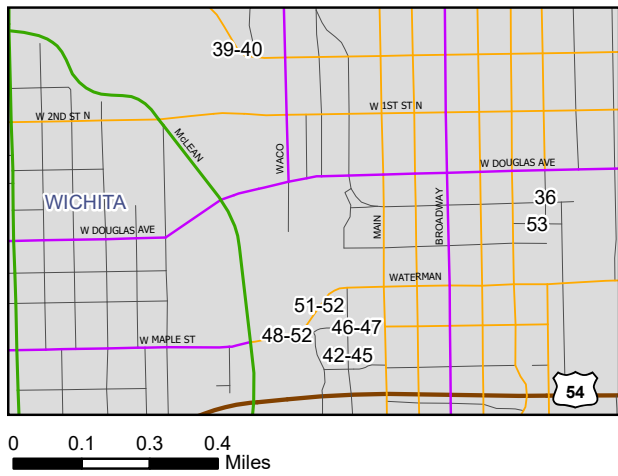 39-40
W 2ND ST N
W 1ST ST N
McLEAN
WACO
W DOUGLAS AVE
WICHITA
36
53
W DOUGLAS AVE
MAIN
BROADWAY
WATERMAN
51-52
48-52
46-47
W MAPLE ST
42-45
54
0 0.1 0.3 0.4
Miles